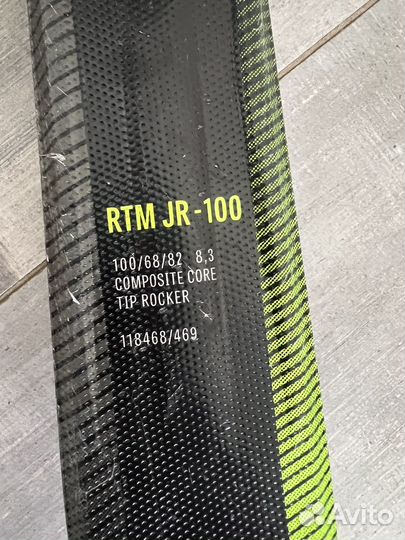 RTM JR-100
100/68/82 8,3
COMPOSITE CORE
TIP ROCKER
118468/469
Avito